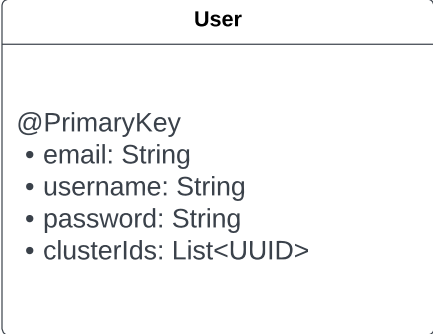 User
@PrimaryKey
• email: String
• username: String
• password: String
• clusterIds: List<UUID>